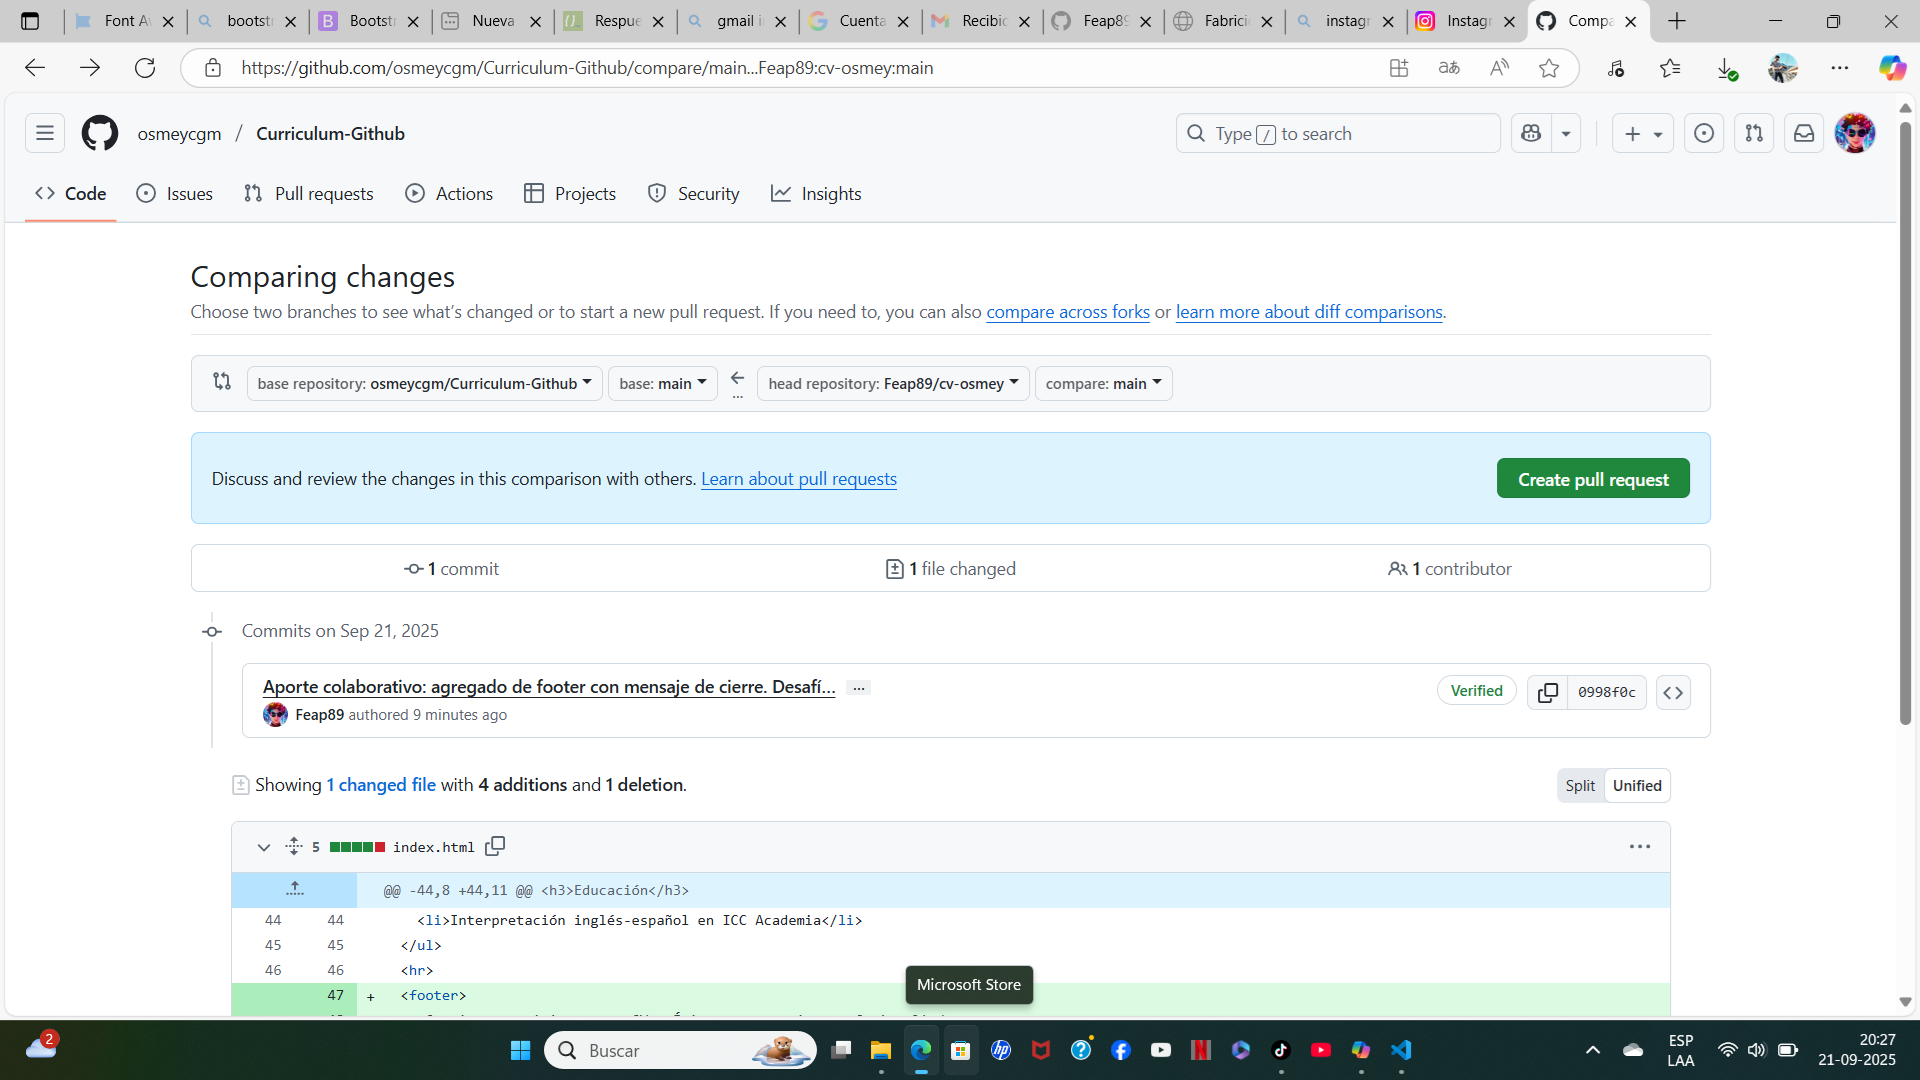 Font A
bootstr
Bootstr
Nueva
Respue
gmail i
Cuenta
Recibi
Feap89
Fabrici
instagr
Instagr
Compa
https://github.com/osmeycgm/Curriculum-Github/compare/main...Feap89:cv-osmey:main
osmeycgm / Curriculum-Github
Type / to search
Code Issues Pull requests Actions Projects Security Insights
Comparing changes
Choose two branches to see what's changed or to start a new pull request. If you need to, you can also compare across forks or learn more about diff comparisons.
base repository: osmeycgm/Curriculum-Github base: main ... head repository: Feap89/cv-osmey compare: main
Discuss and review the changes in this comparison with others. Learn about pull requests
Create pull request
1 commit 1 file changed 1 contributor
Commits on Sep 21, 2025
Aporte colaborativo: agregado de footer con mensaje de cierre. Desafí... ...
Verified 0998f0c
Feap89 authored 9 minutes ago
Showing 1 changed file with 4 additions and 1 deletion.
Split Unified
5 index.html
@@ -44,8 +44,11 @@ <h3>Educación</h3>
44 44 <li>Interpretación inglés-español en ICC Academia</li>
45 45 </ul>
46 46 <hr>
47 + <footer>
Microsoft Store
2
Buscar
ESP
LAA
20:27
21-09-2025